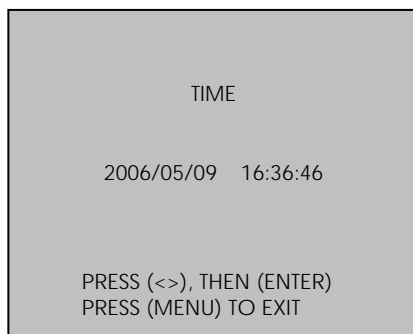 TIME
2006/05/09 16:36:46
PRESS (<>), THEN (ENTER)
PRESS (MENU) TO EXIT